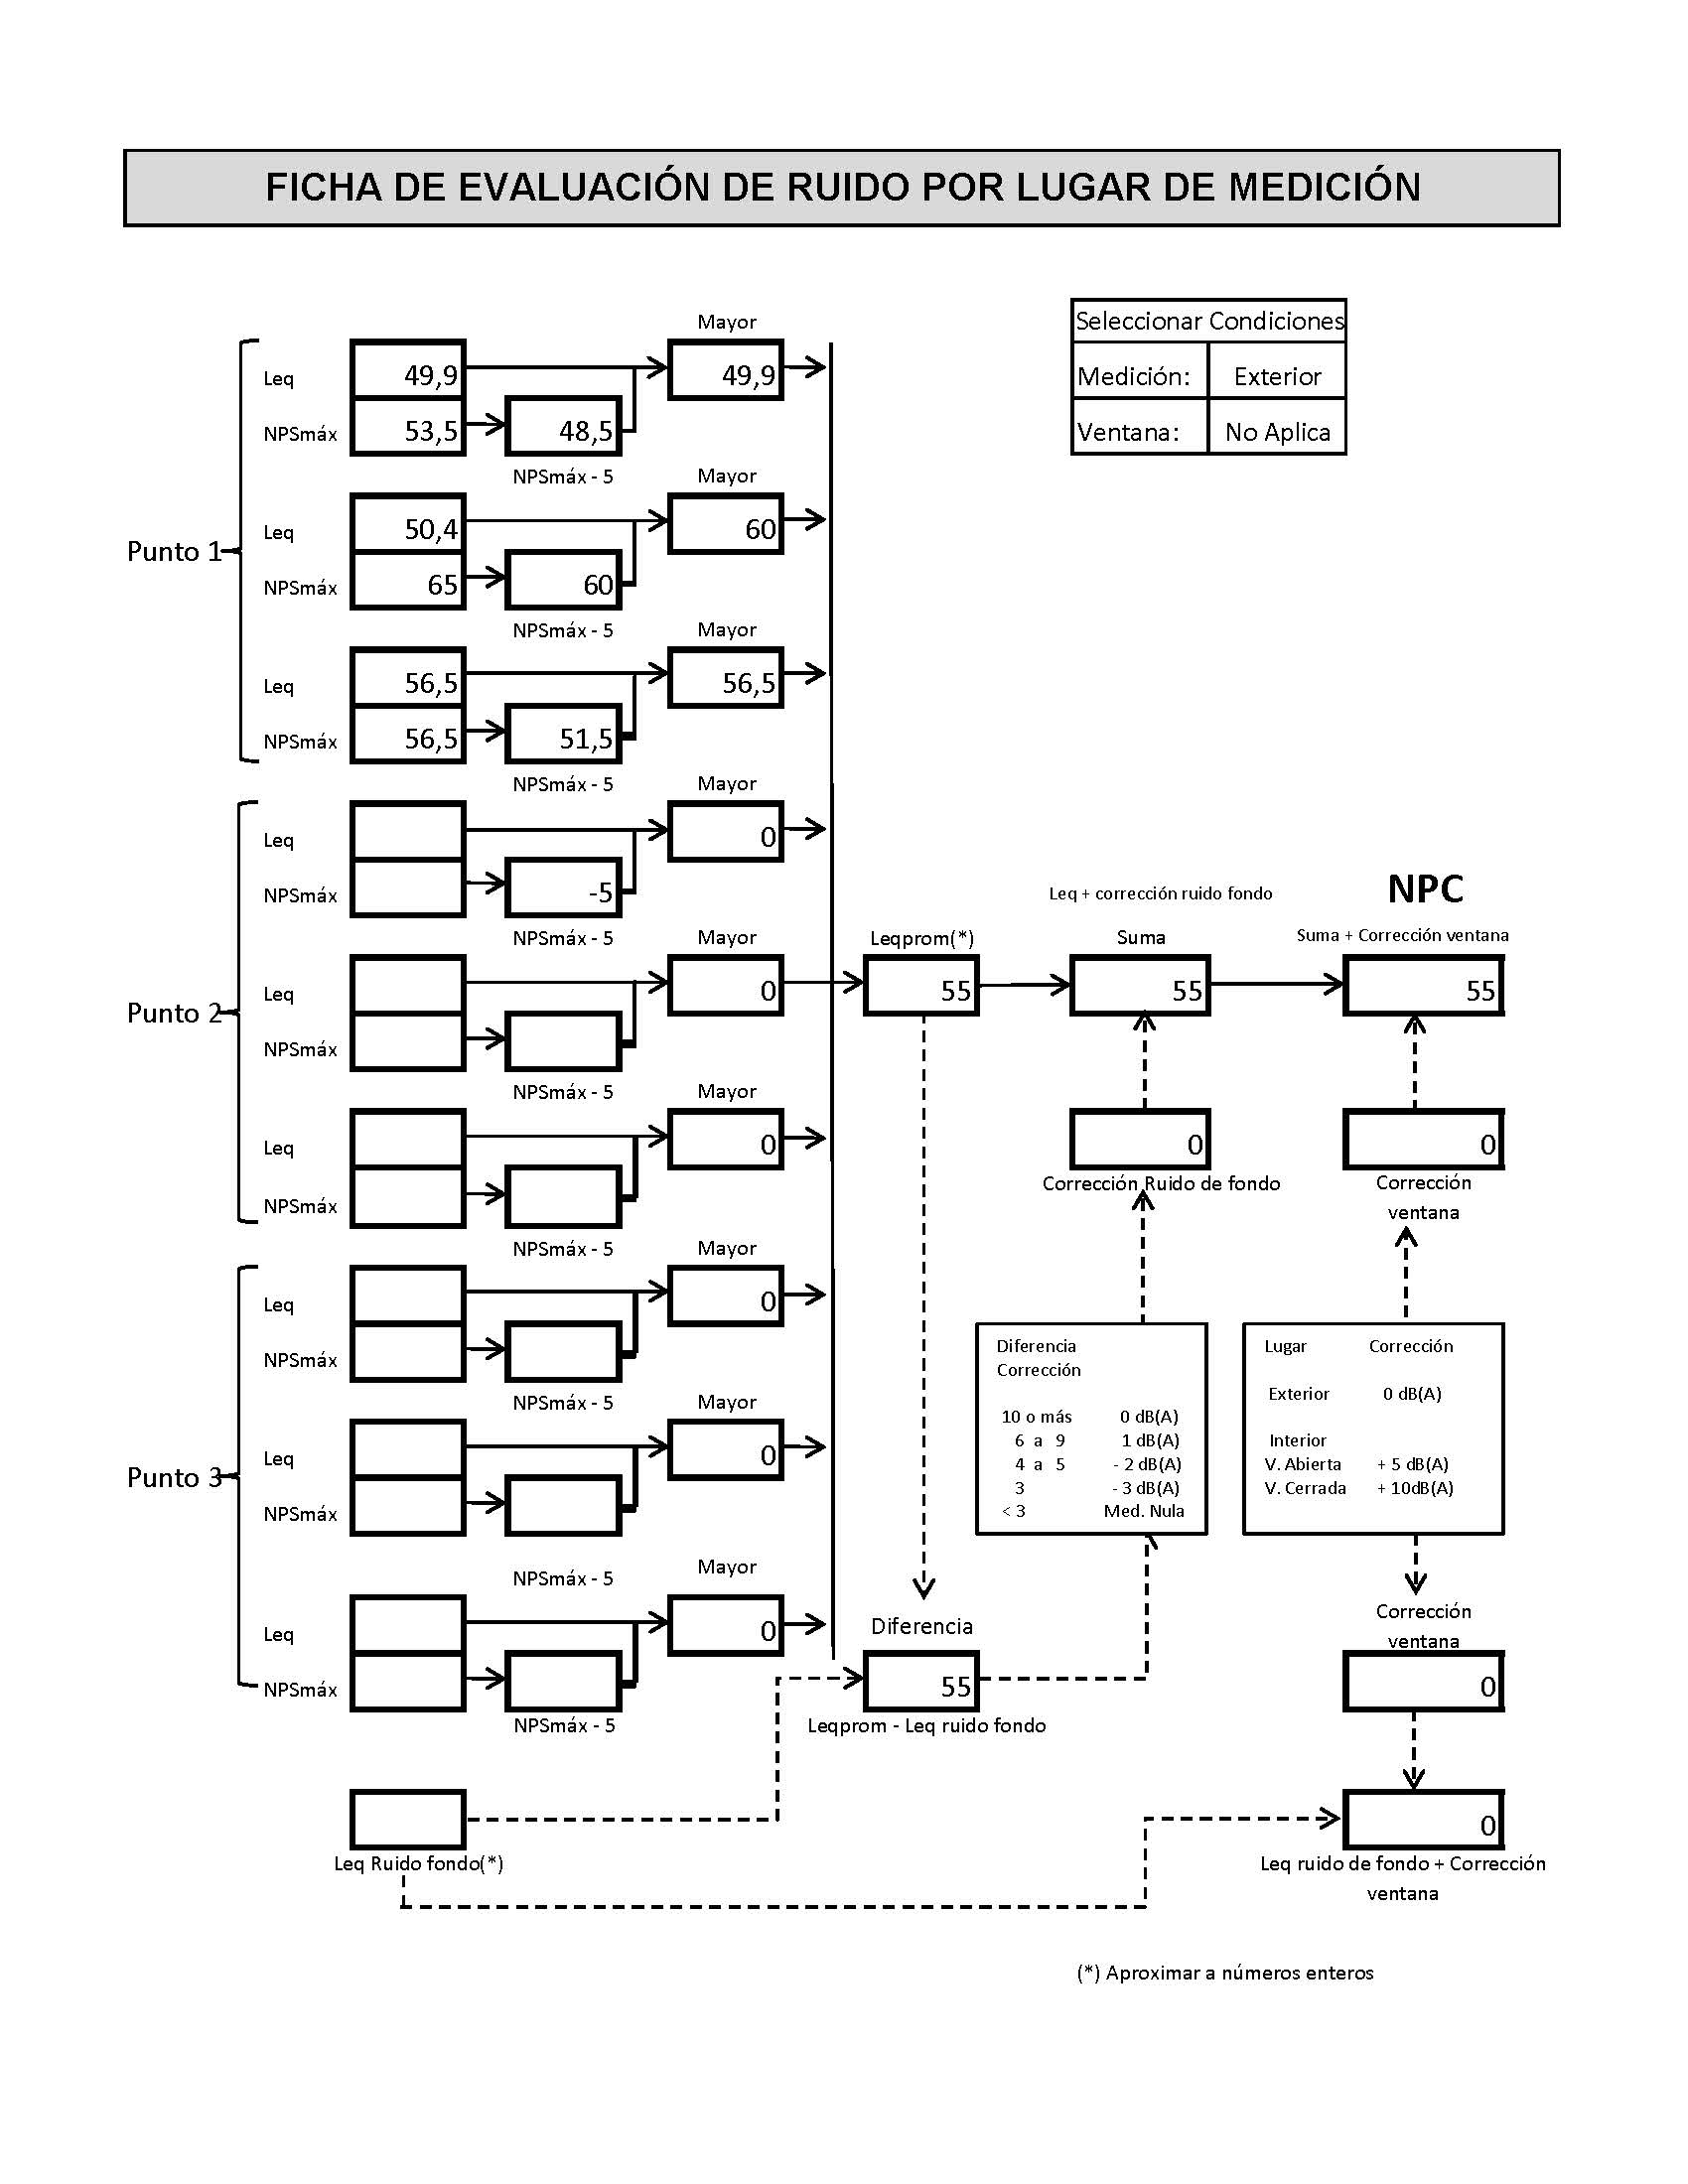 FICHA DE EVALUACIÓN DE RUIDO POR LUGAR DE MEDICIÓN
Seleccionar Condiciones
Medición: Exterior
Ventana: No Aplica
Punto 1
Mayor
Leq 49,9 49,9
NPSmáx 53,5 48,5
NPSmáx - 5 Mayor
Leq 50,4 60
NPSmáx 65 60
NPSmáx - 5 Mayor
Leq 56,5 56,5
NPSmáx 56,5 51,5
NPSmáx - 5 Mayor
Punto 2
Leq 0
NPSmáx -5
NPSmáx - 5 Mayor
Leq 0
NPSmáx
NPSmáx - 5 Mayor
Leq 0
NPSmáx
NPSmáx - 5 Mayor
Punto 3
Leq 0
NPSmáx
NPSmáx - 5 Mayor
Leq 0
NPSmáx
NPSmáx - 5 Mayor
Leq 0
NPSmáx
NPSmáx - 5
Leq Ruido fondo(*)
Leqprom(*)
55
Leq + corrección ruido fondo
Suma
55
NPC
Suma + Corrección ventana
55
0
Corrección Ruido de fondo
0
Corrección
ventana
Diferencia
Corrección
10 o más 0 dB(A)
6 a 9 1 dB(A)
4 a 5 - 2 dB(A)
3 - 3 dB(A)
< 3 Med. Nula
Lugar Corrección
Exterior 0 dB(A)
Interior
V. Abierta + 5 dB(A)
V. Cerrada + 10dB(A)
Diferencia
55
Leqprom - Leq ruido fondo
Corrección
ventana
0
0
Leq ruido de fondo + Corrección
ventana
(*) Aproximar a números enteros